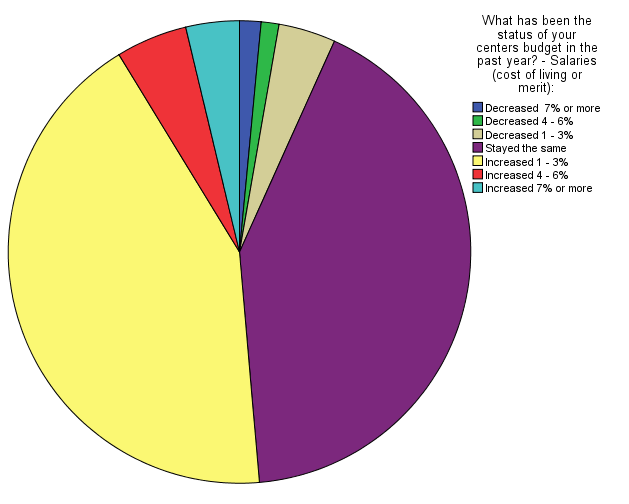 What has been the
status of your
centers budget in the
past year? - Salaries
(cost of living or
merit):
Decreased  7% or more
Decreased 4 - 6%
Decreased 1 - 3%
Stayed the same
Increased 1 - 3%
Increased 4 - 6%
Increased 7% or more